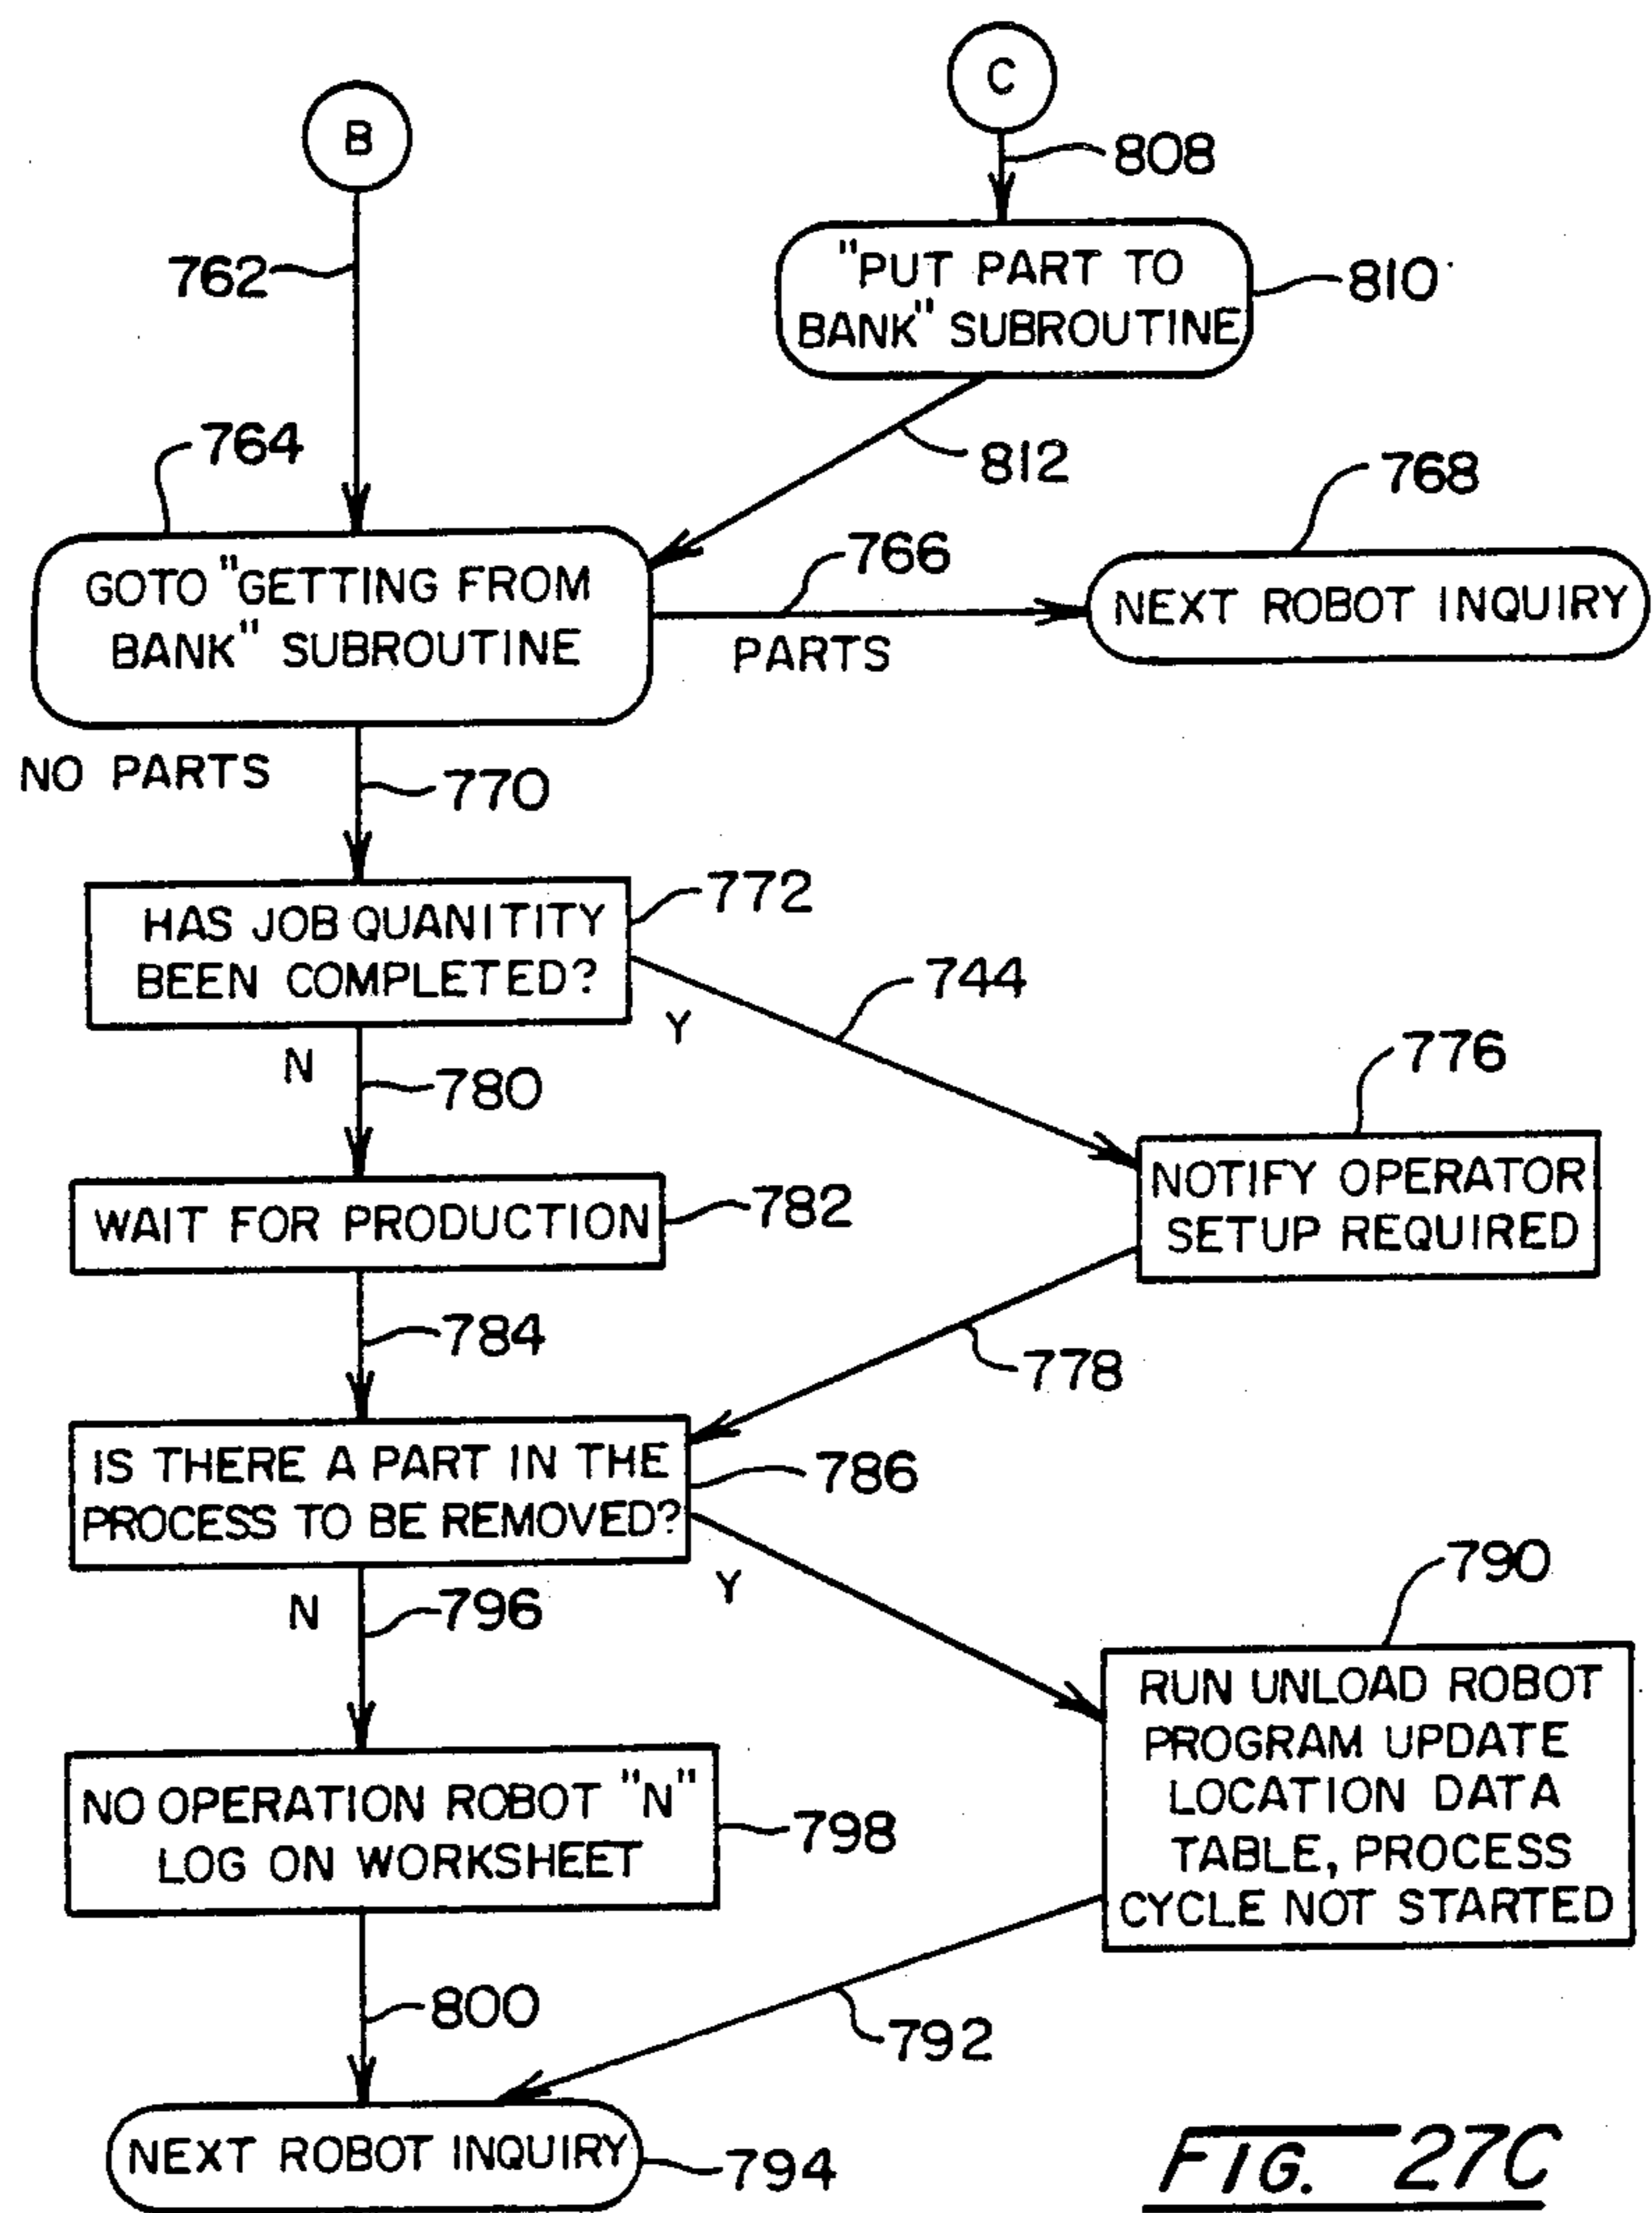 C
B
808
"PUT PART TO
BANK" SUBROUTINE
810
762
812
764
768
766
GOTO "GETTING FROM
BANK" SUBROUTINE
NEXT ROBOT INQUIRY
PARTS
NO PARTS
770
772
HAS JOB QUANITITY
BEEN COMPLETED?
744
Y
N
780
776
NOTIFY OPERATOR
SETUP REQUIRED
WAIT FOR PRODUCTION
782
784
778
IS THERE A PART IN THE
PROCESS TO BE REMOVED?
786
790
Y
N
796
RUN UNLOAD ROBOT
PROGRAM UPDATE
LOCATION DATA
TABLE, PROCESS
CYCLE NOT STARTED
NO OPERATION ROBOT "N"
LOG ON WORKSHEET
798
800
792
NEXT ROBOT INQUIRY
794
FIG. 27C